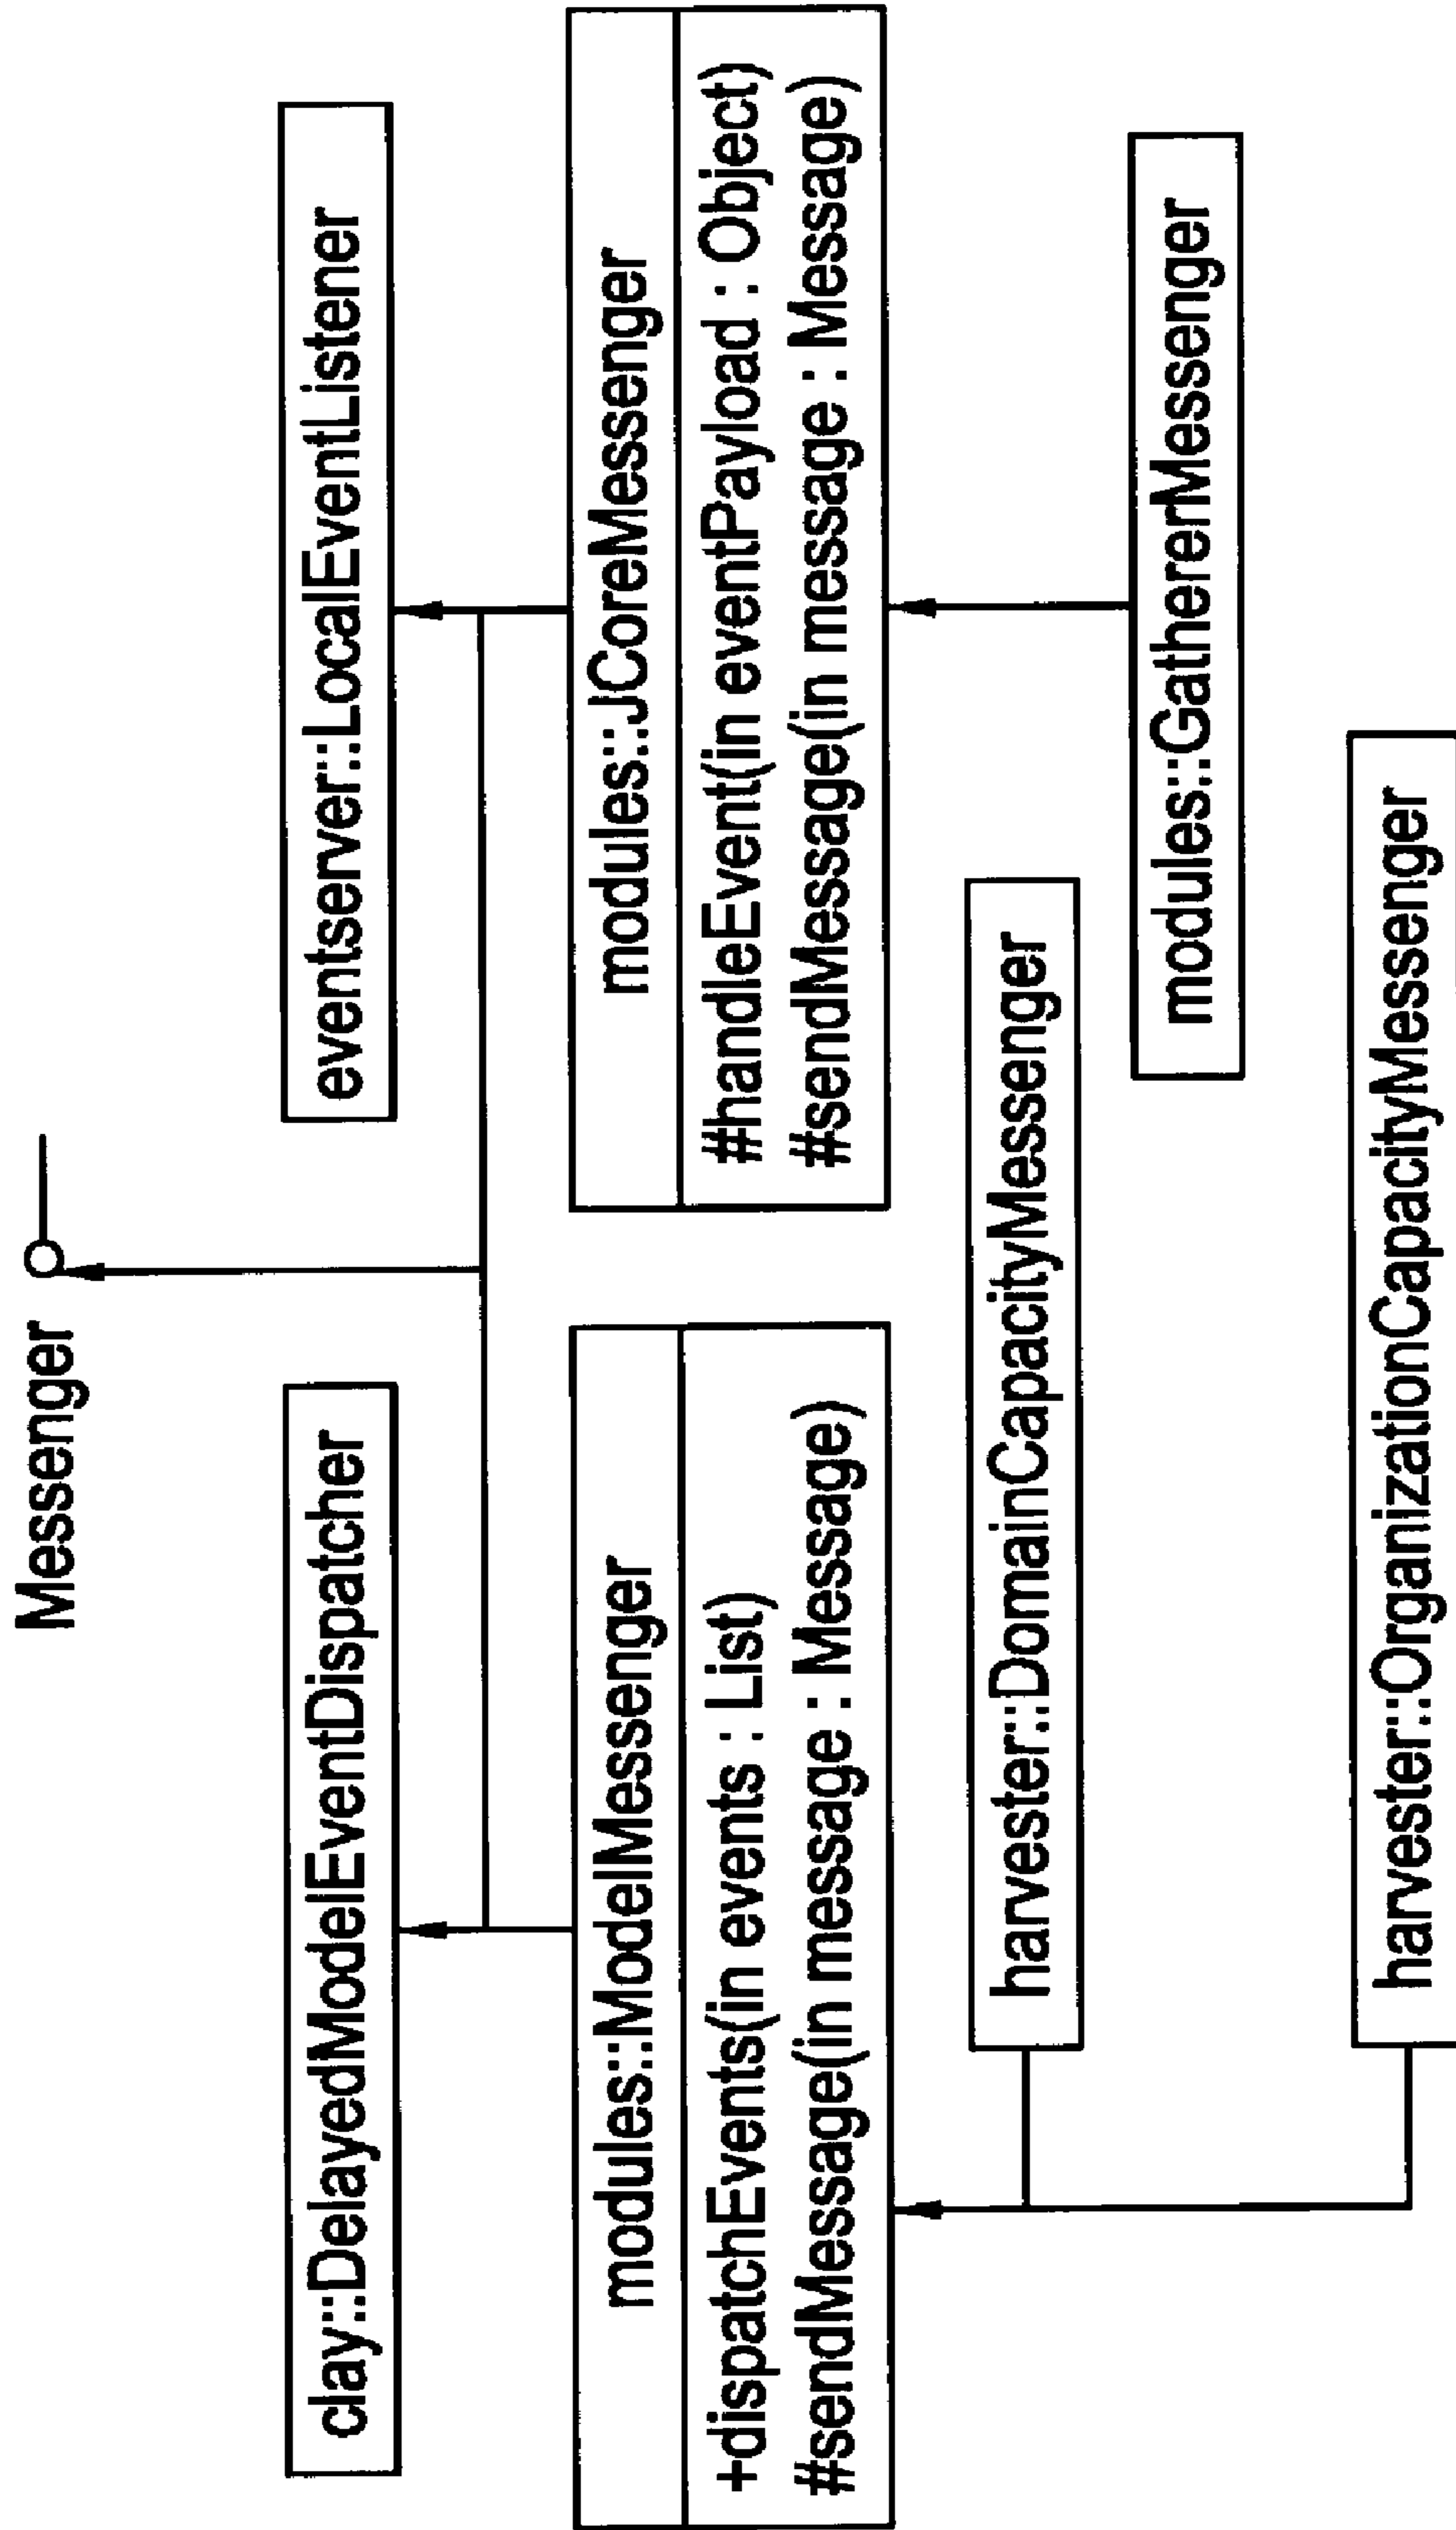 Messenger
clay::DelayedModelEventDispatcher
eventserver::LocalEventListener
modules::ModelMessenger
+dispatchEvents(in events : List)
#sendMessage(in message : Message)
modules::JCoreMessenger
#handleEvent(in eventPayload : Object)
#sendMessage(in message : Message)
harvester::DomainCapacityMessenger
modules::GathererMessenger
harvester::OrganizationCapacityMessenger